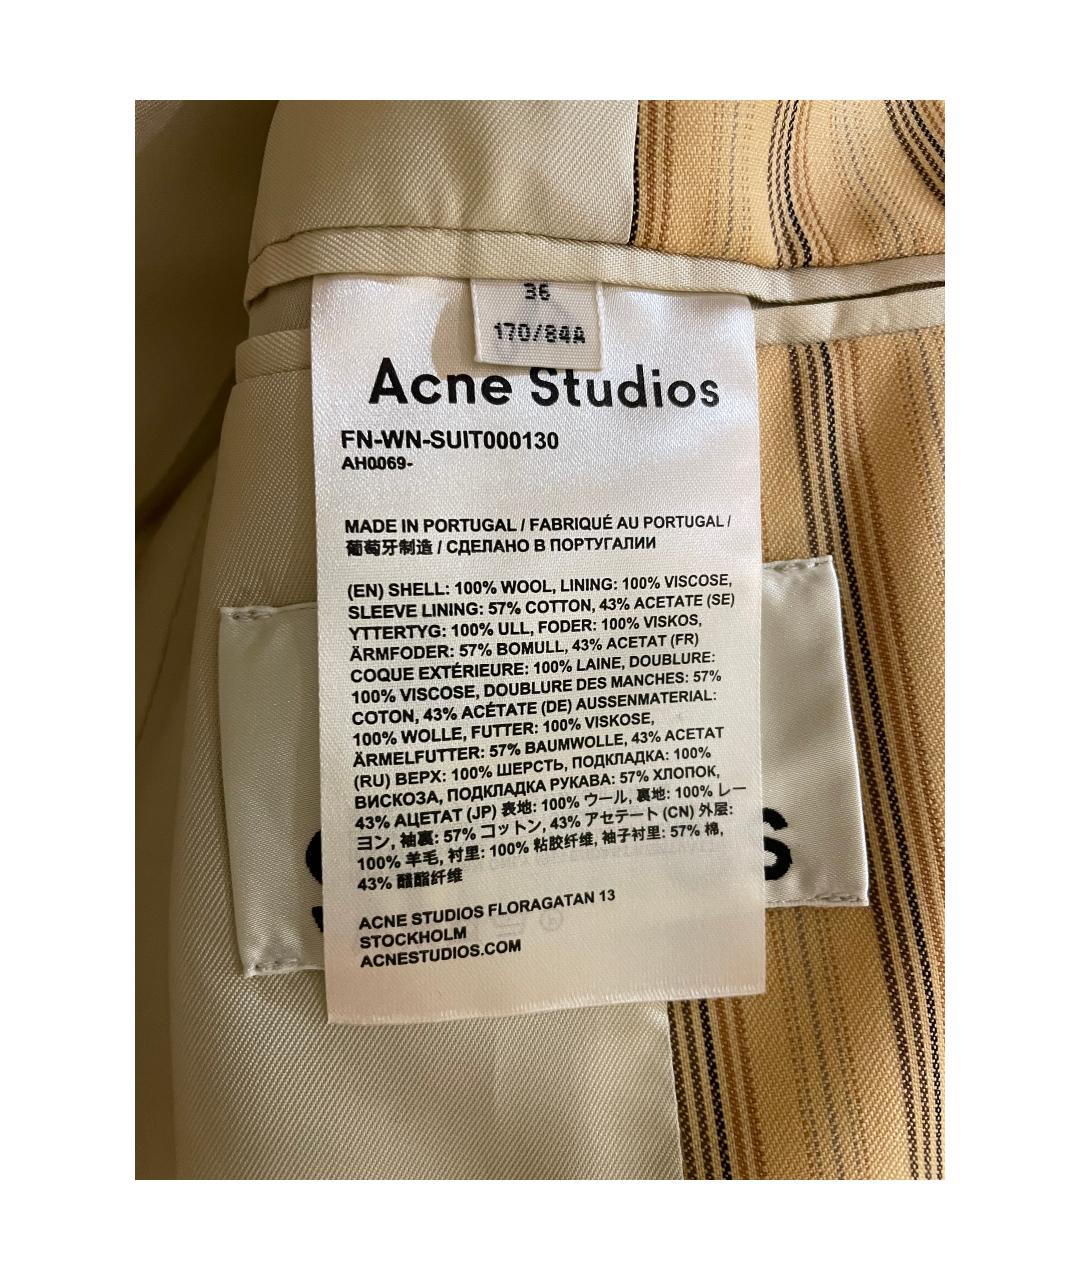 36
170/84A
Acne Studios
FN-WN-SUIT000130
AH0069-
MADE IN PORTUGAL / FABRIQUÉ AU PORTUGAL /
葡萄牙制造 / СДЕЛАНО В ПОРТУГАЛИИ
(EN) SHELL: 100% WOOL, LINING: 100% VISCOSE,
SLEEVE LINING: 57% COTTON, 43% ACETATE (SE)
YTTERTYG: 100% ULL, FODER: 100% VISKOS,
ÄRMFODER: 57% BOMULL, 43% ACETAT (FR)
COQUE EXTÉRIEURE: 100% LAINE, DOUBLURE:
100% VISCOSE, DOUBLURE DES MANCHES: 57%
COTON, 43% ACÉTATE (DE) AUSSENMATERIAL:
100% WOLLE, FUTTER: 100% VISKOSE,
ÄRMELFUTTER: 57% BAUMWOLLE, 43% ACETAT
(RU) ВЕРХ: 100% ШЕРСТЬ, ПОДКЛАДКА: 100%
ВИСКОЗА, ПОДКЛАДКА РУКАВА: 57% ХЛОПОК,
43% АЦЕТАТ (JP) 表地: 100% ウール, 裏地: 100% レー
ヨン, 袖裏: 57% コットン, 43% アセテート (CN) 外层:
100% 羊毛, 衬里: 100% 粘胶纤维, 袖子衬里: 57% 棉,
43% 醋酯纤维
ACNE STUDIOS FLORAGATAN 13
STOCKHOLM
ACNESTUDIOS.COM